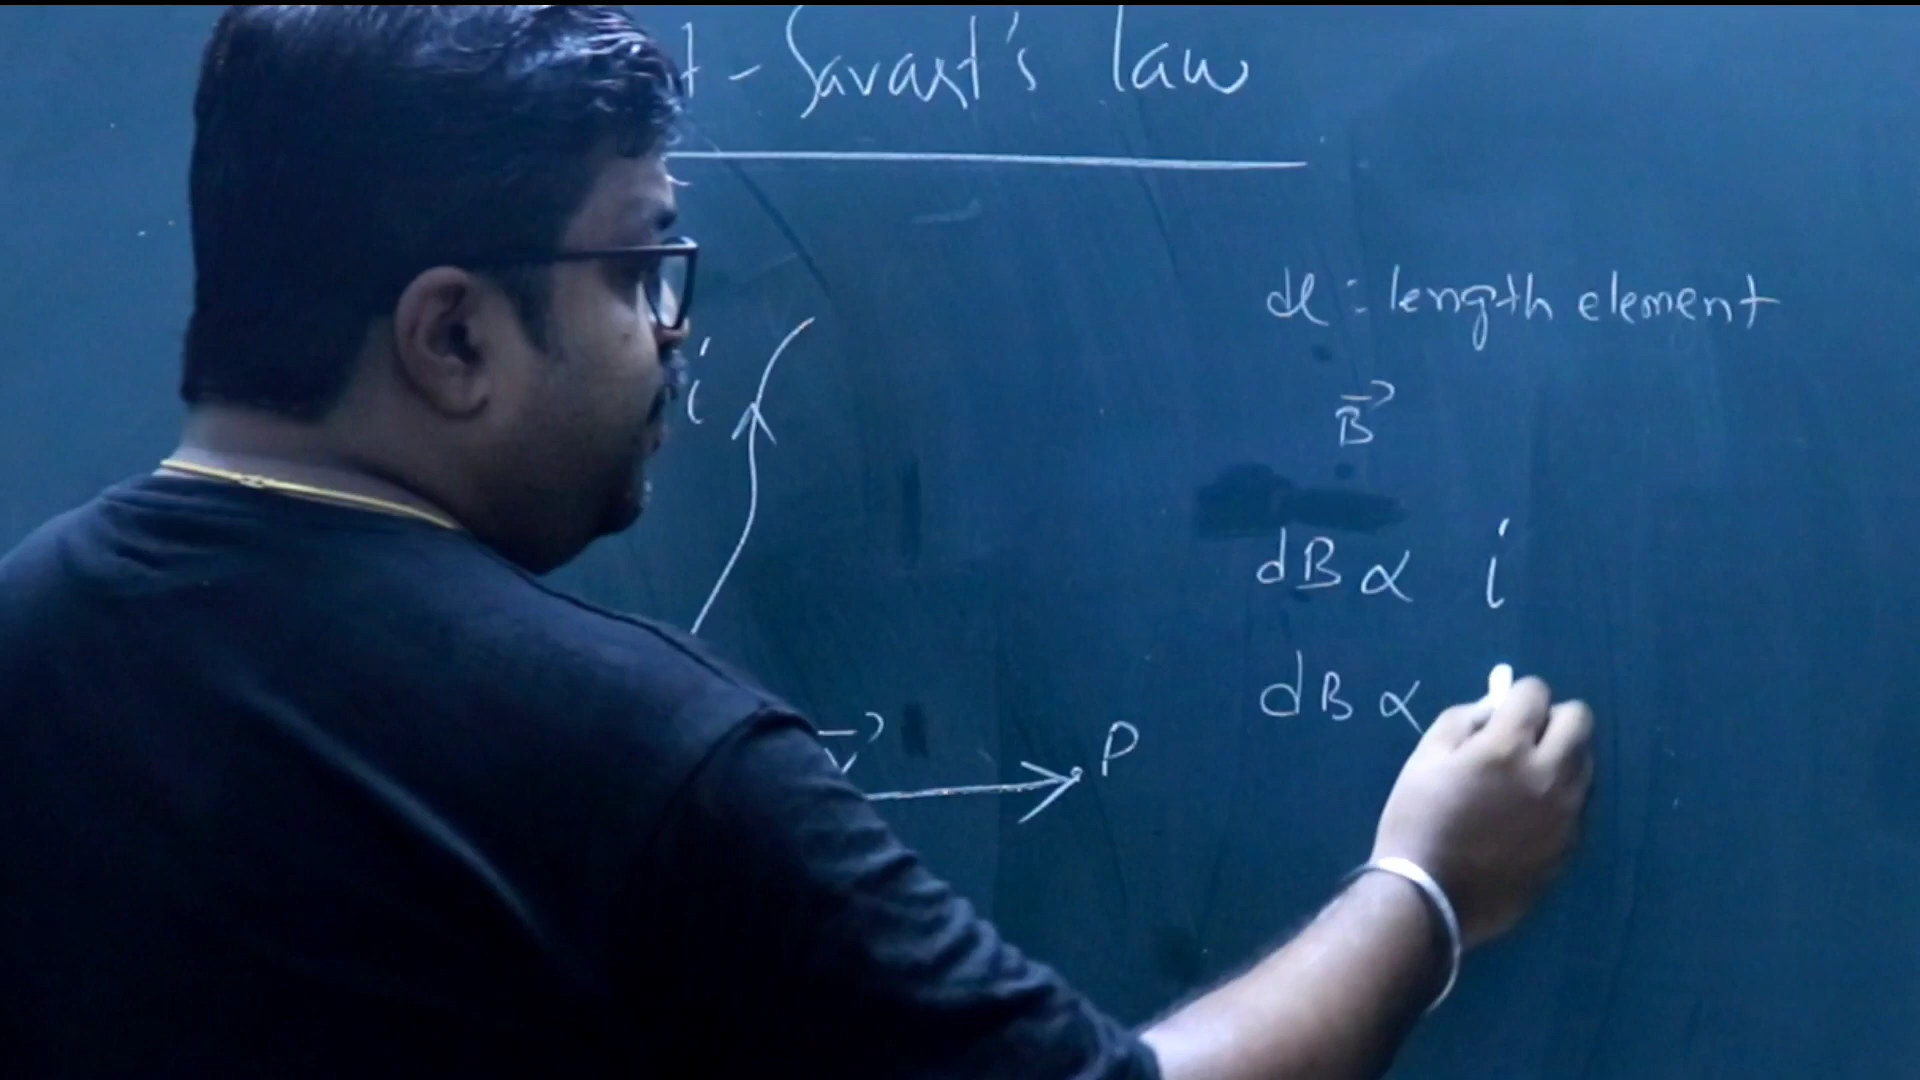 t - Savart's law
dl : length element
i
B
dB ∝ i
dB ∝
P